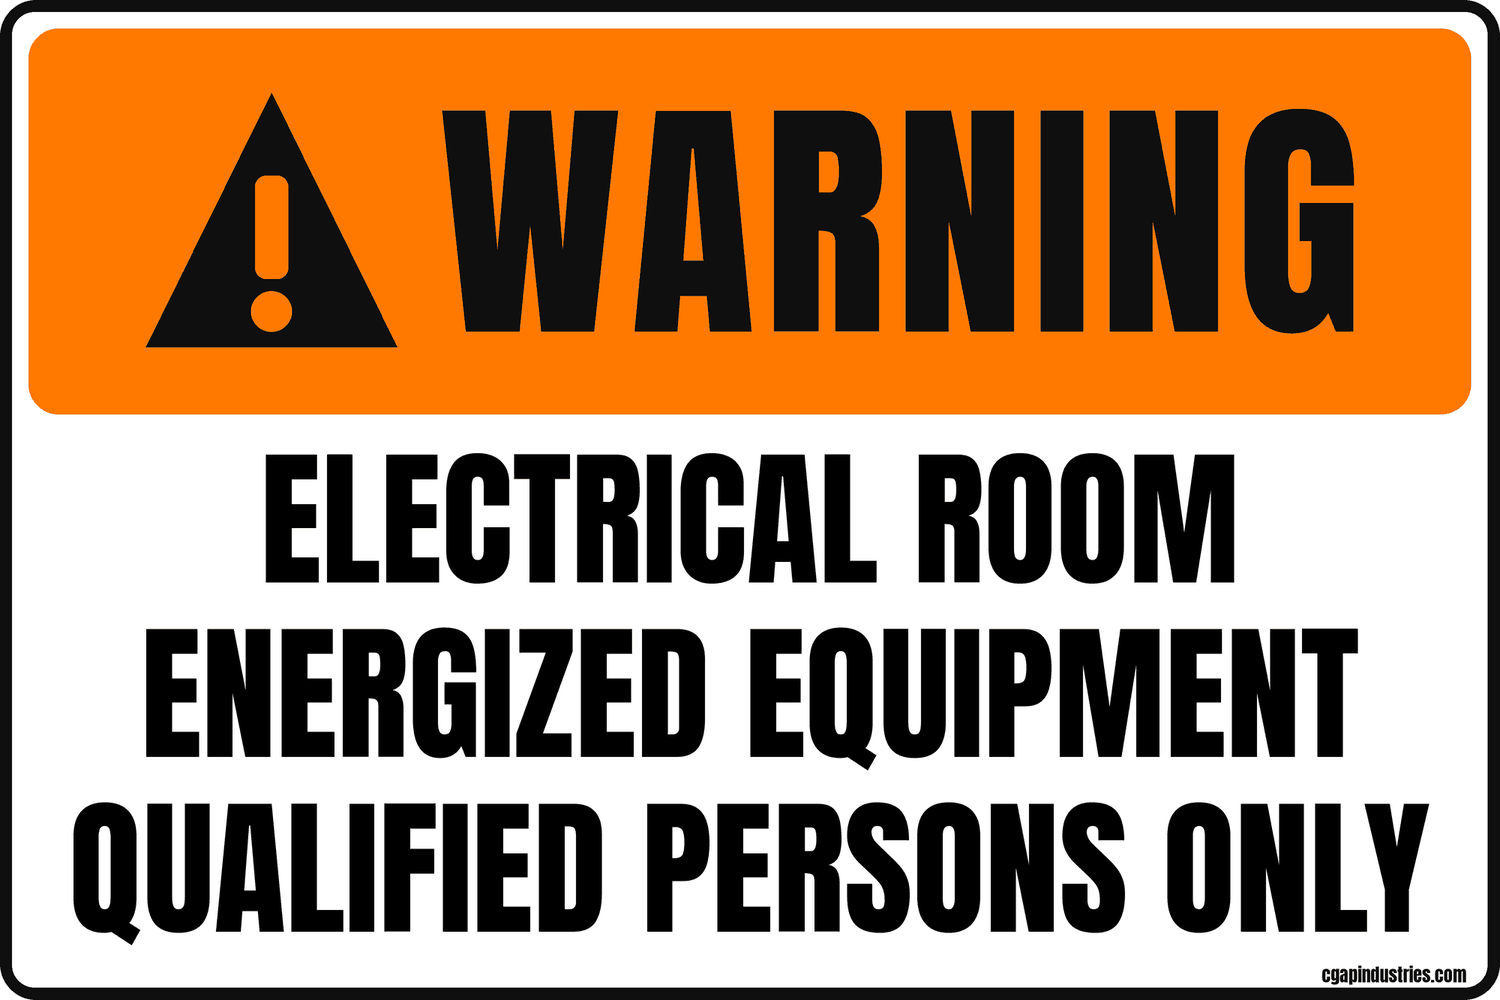 WARNING
ELECTRICAL ROOM
ENERGIZED EQUIPMENT
QUALIFIED PERSONS ONLY
cgapindustries.com